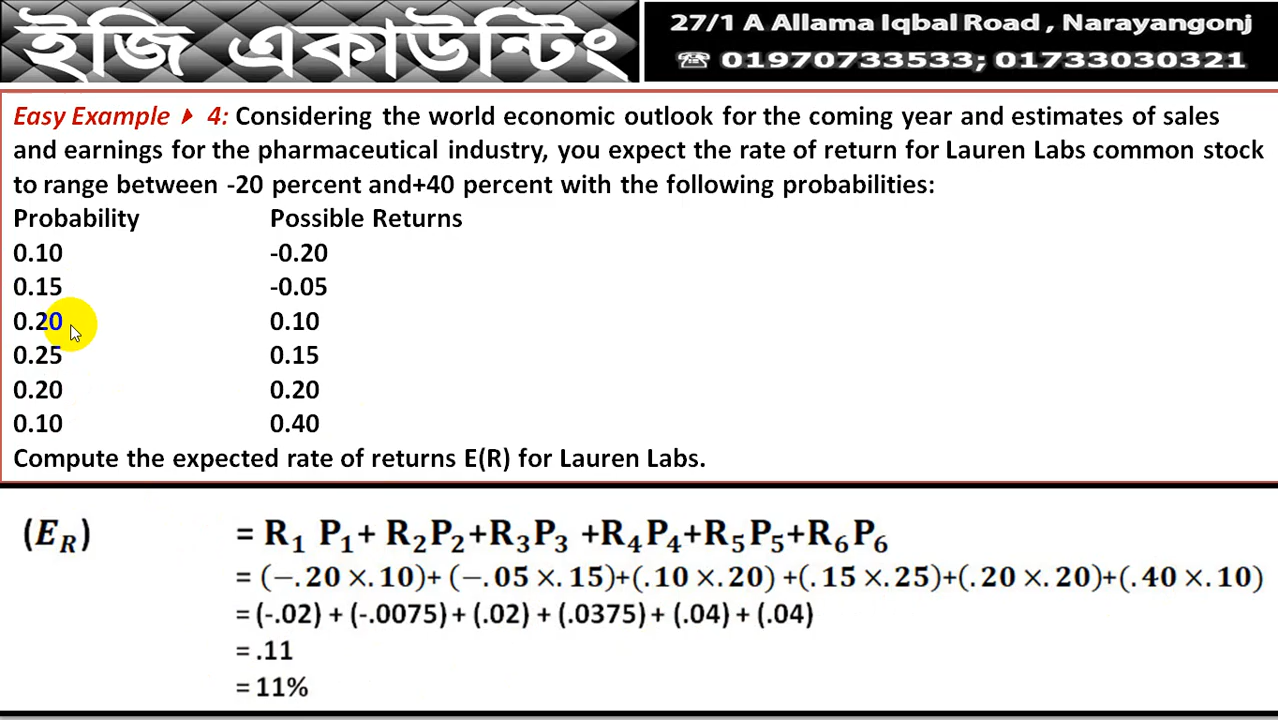 ইজি একাউন্টিং
27/1 A Allama Iqbal Road , Narayangonj
☎ 01970733533; 01733030321
Easy Example 4: Considering the world economic outlook for the coming year and estimates of sales
and earnings for the pharmaceutical industry, you expect the rate of return for Lauren Labs common stock
to range between -20 percent and+40 percent with the following probabilities:
Probability Possible Returns
0.10 -0.20
0.15 -0.05
0.20 0.10
0.25 0.15
0.20 0.20
0.10 0.40
Compute the expected rate of returns E(R) for Lauren Labs.
(E_R) = R₁ P₁+ R₂P₂+R₃P₃ +R₄P₄+R₅P₅+R₆P₆
= (−.20 ×.10)+ (−.05 ×.15)+(.10 ×.20) +(.15 ×.25)+(.20 ×.20)+(.40 ×.10)
= (-.02) + (-.0075) + (.02) + (.0375) + (.04) + (.04)
= .11
= 11%